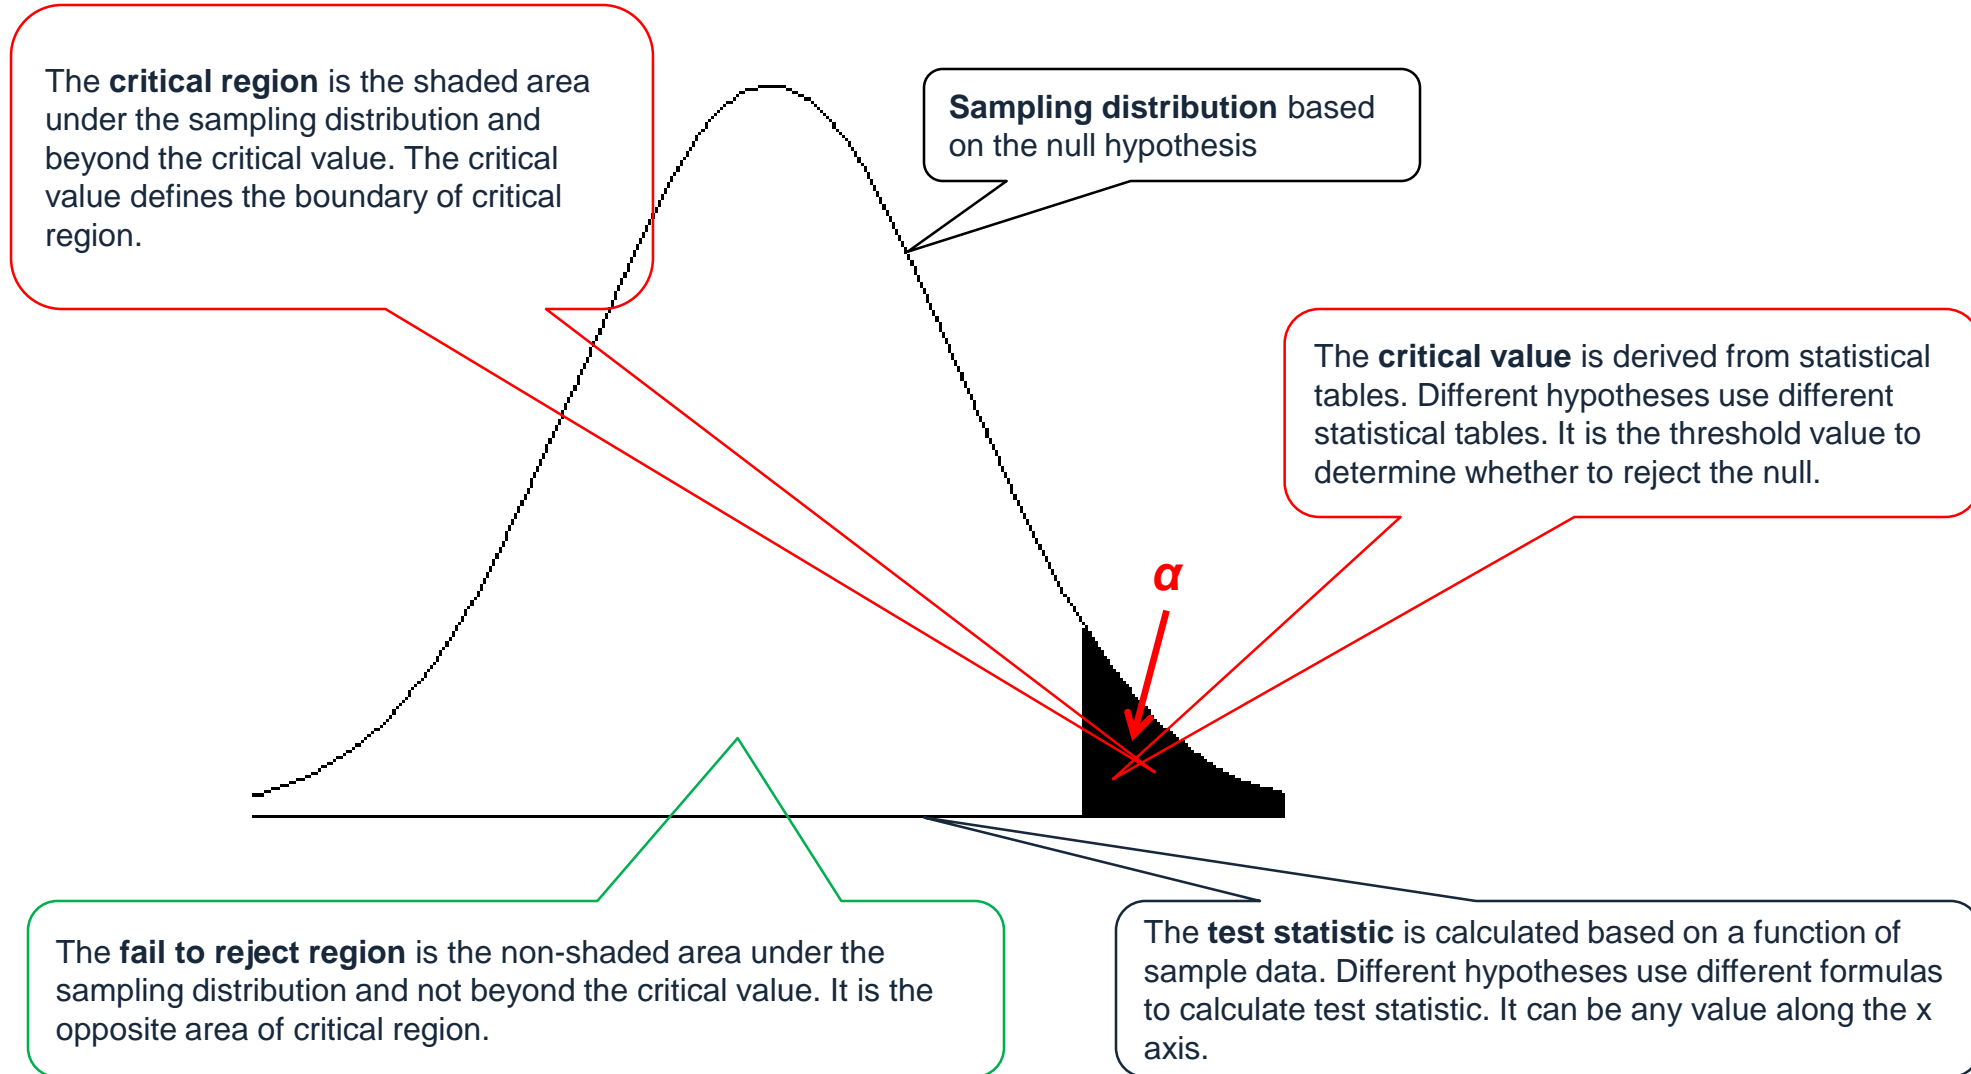 The critical region is the shaded area
under the sampling distribution and
beyond the critical value. The critical
value defines the boundary of critical
region.
Sampling distribution based
on the null hypothesis
The critical value is derived from statistical
tables. Different hypotheses use different
statistical tables. It is the threshold value to
determine whether to reject the null.
α
The fail to reject region is the non-shaded area under the
sampling distribution and not beyond the critical value. It is the
opposite area of critical region.
The test statistic is calculated based on a function of
sample data. Different hypotheses use different formulas
to calculate test statistic. It can be any value along the x
axis.